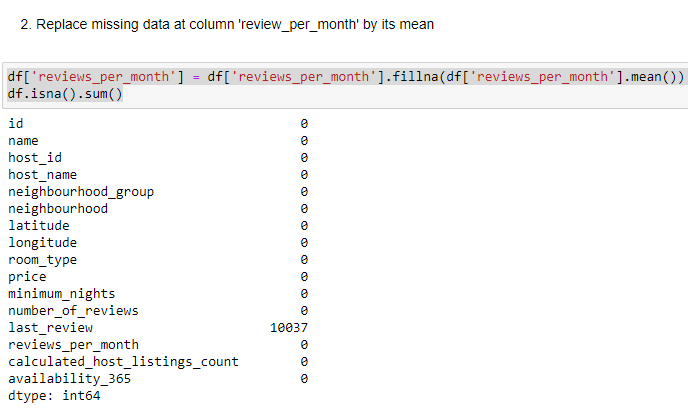 2. Replace missing data at column 'review_per_month' by its mean
df['reviews_per_month'] = df['reviews_per_month'].fillna(df['reviews_per_month'].mean())
df.isna().sum()
id 0
name 0
host_id 0
host_name 0
neighbourhood_group 0
neighbourhood 0
latitude 0
longitude 0
room_type 0
price 0
minimum_nights 0
number_of_reviews 0
last_review 10037
reviews_per_month 0
calculated_host_listings_count 0
availability_365 0
dtype: int64